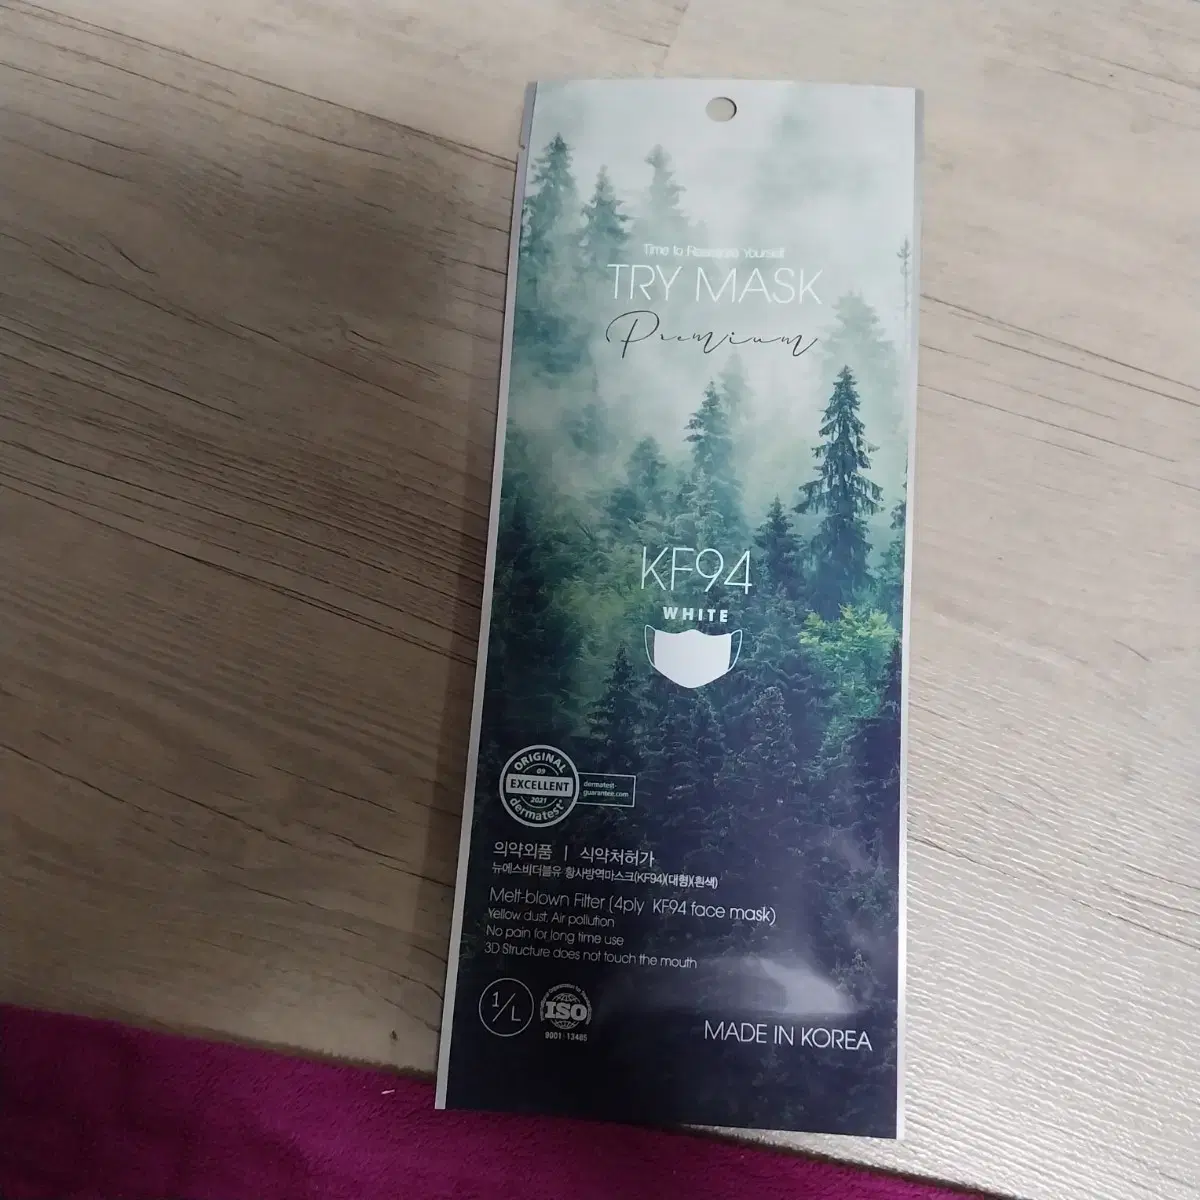 Time to Yourself
TRY MASK
Premium
KF94
WHITE
ORIGINAL
09
EXCELLENT
2021
dermatest®
dermatest-
guarantee.com
의약외품 | 식약처허가
뉴에스비더블유 황사방역마스크(KF94)(대형)(흰색)
Melt-blown Filter (4ply KF94 face mask)
Yellow dust, Air pollution
No pain for long time use
3D Structure does not touch the mouth
1/L
ISO
9001 · 13485
MADE IN KOREA